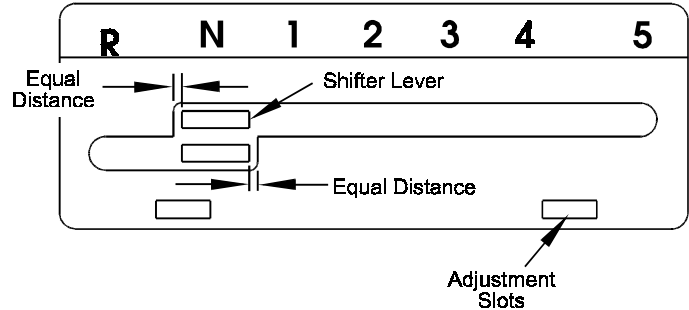 R N 1 2 3 4 5
Equal
Distance
Shifter Lever
Equal Distance
Adjustment
Slots